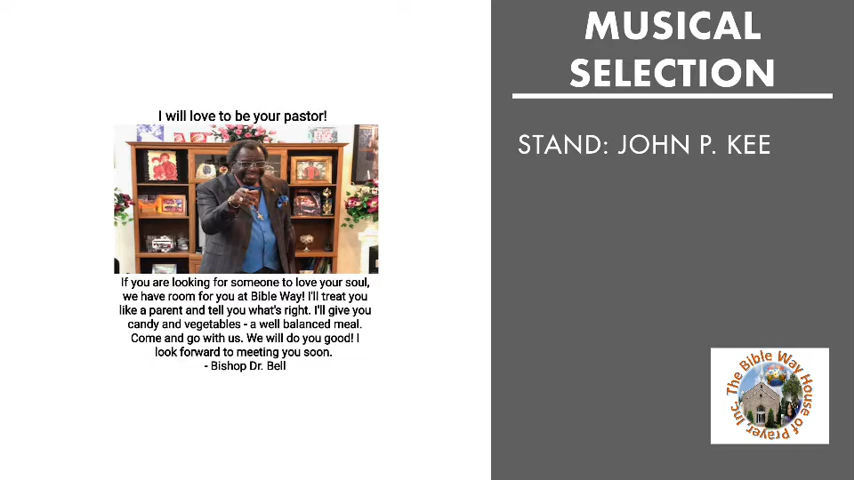 I will love to be your pastor!
If you are looking for someone to love your soul,
we have room for you at Bible Way! I'll treat you
like a parent and tell you what's right. I'll give you
candy and vegetables - a well balanced meal.
Come and go with us. We will do you good! I
look forward to meeting you soon.
- Bishop Dr. Bell
MUSICAL
SELECTION
STAND: JOHN P. KEE
The Bible Way House of Prayer, Inc.